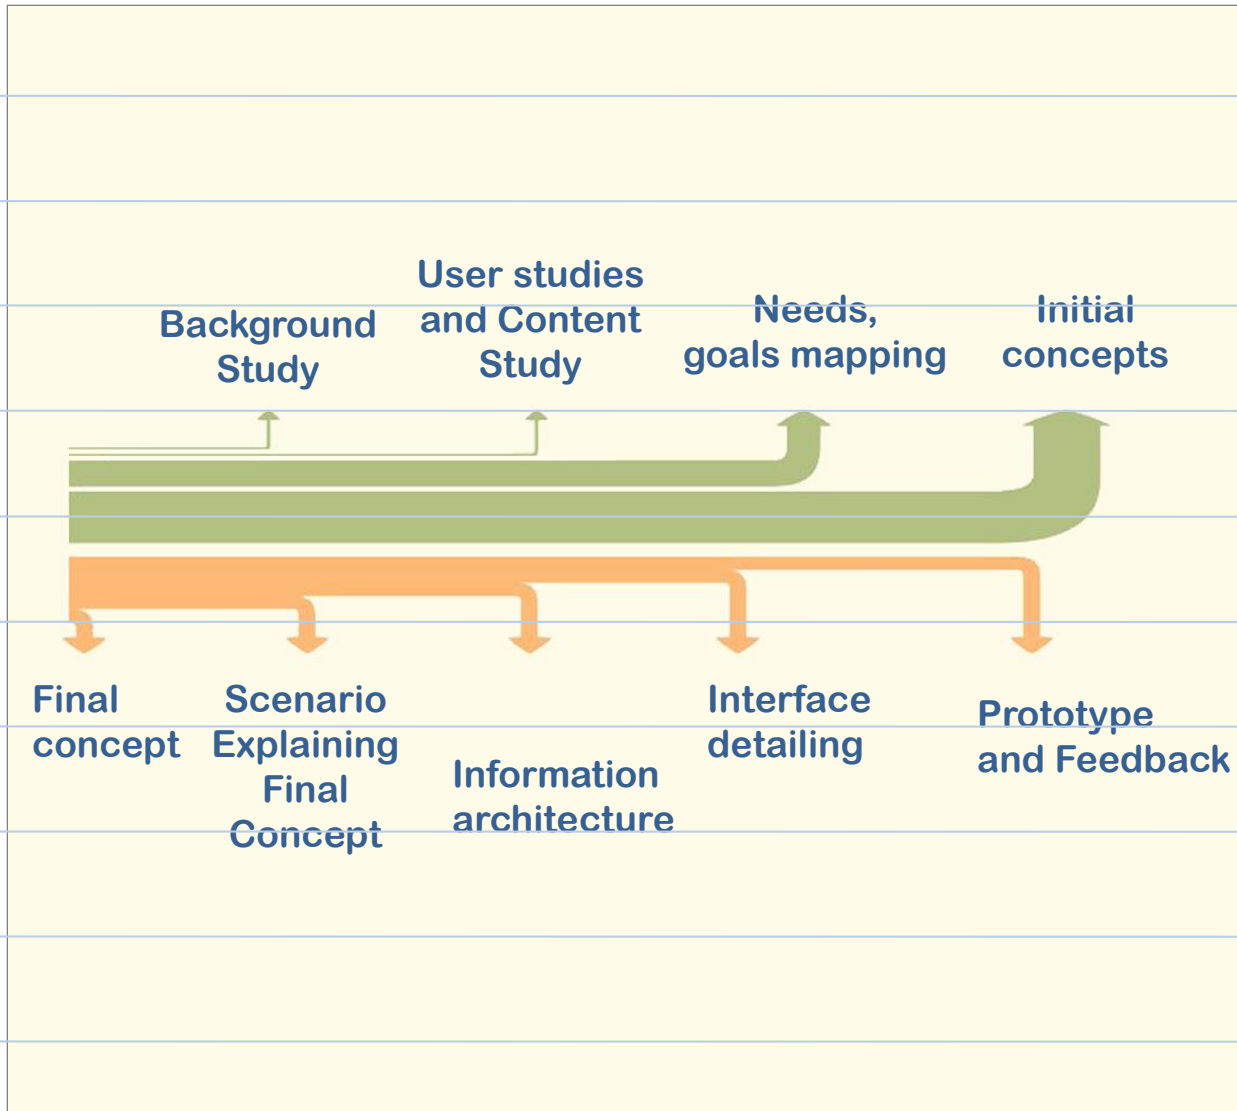 Background
Study
User studies
and Content
Study
Needs,
goals mapping
Initial
concepts
Final
concept
Scenario
Explaining
Final
Concept
Information
architecture
Interface
detailing
Prototype
and Feedback